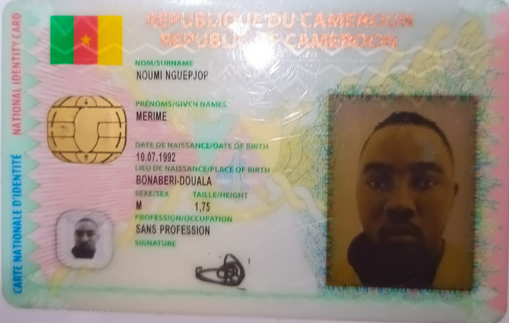 REPUBLIQUE DU CAMEROUN
REPUBLIC OF CAMEROON
NATIONAL IDENTITY CARD
CARTE NATIONALE D'IDENTITÉ
NOM/SURNAME
NOUMI NGUEPJOP
PRÉNOMS/GIVEN NAMES
MERIME
DATE DE NAISSANCE/DATE OF BIRTH
10.07.1992
LIEU DE NAISSANCE/PLACE OF BIRTH
BONABERI-DOUALA
SEXE/SEX TAILLE/HEIGHT
M 1,75
PROFESSION/OCCUPATION
SANS PROFESSION
SIGNATURE